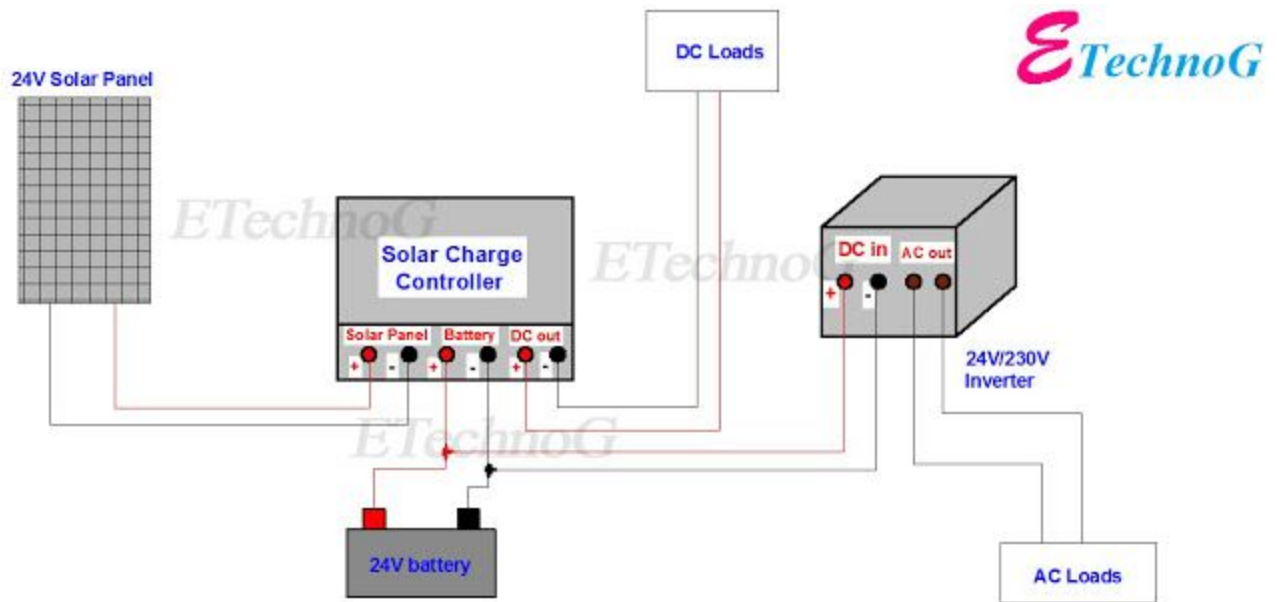 ETechnoG
DC Loads
24V Solar Panel
ETechnoG
ETechnoG
Solar Charge
Controller
DC in
AC out
+
-
Solar Panel
Battery
DC out
+
-
+
-
+
-
24V/230V
Inverter
ETechnoG
24V battery
AC Loads